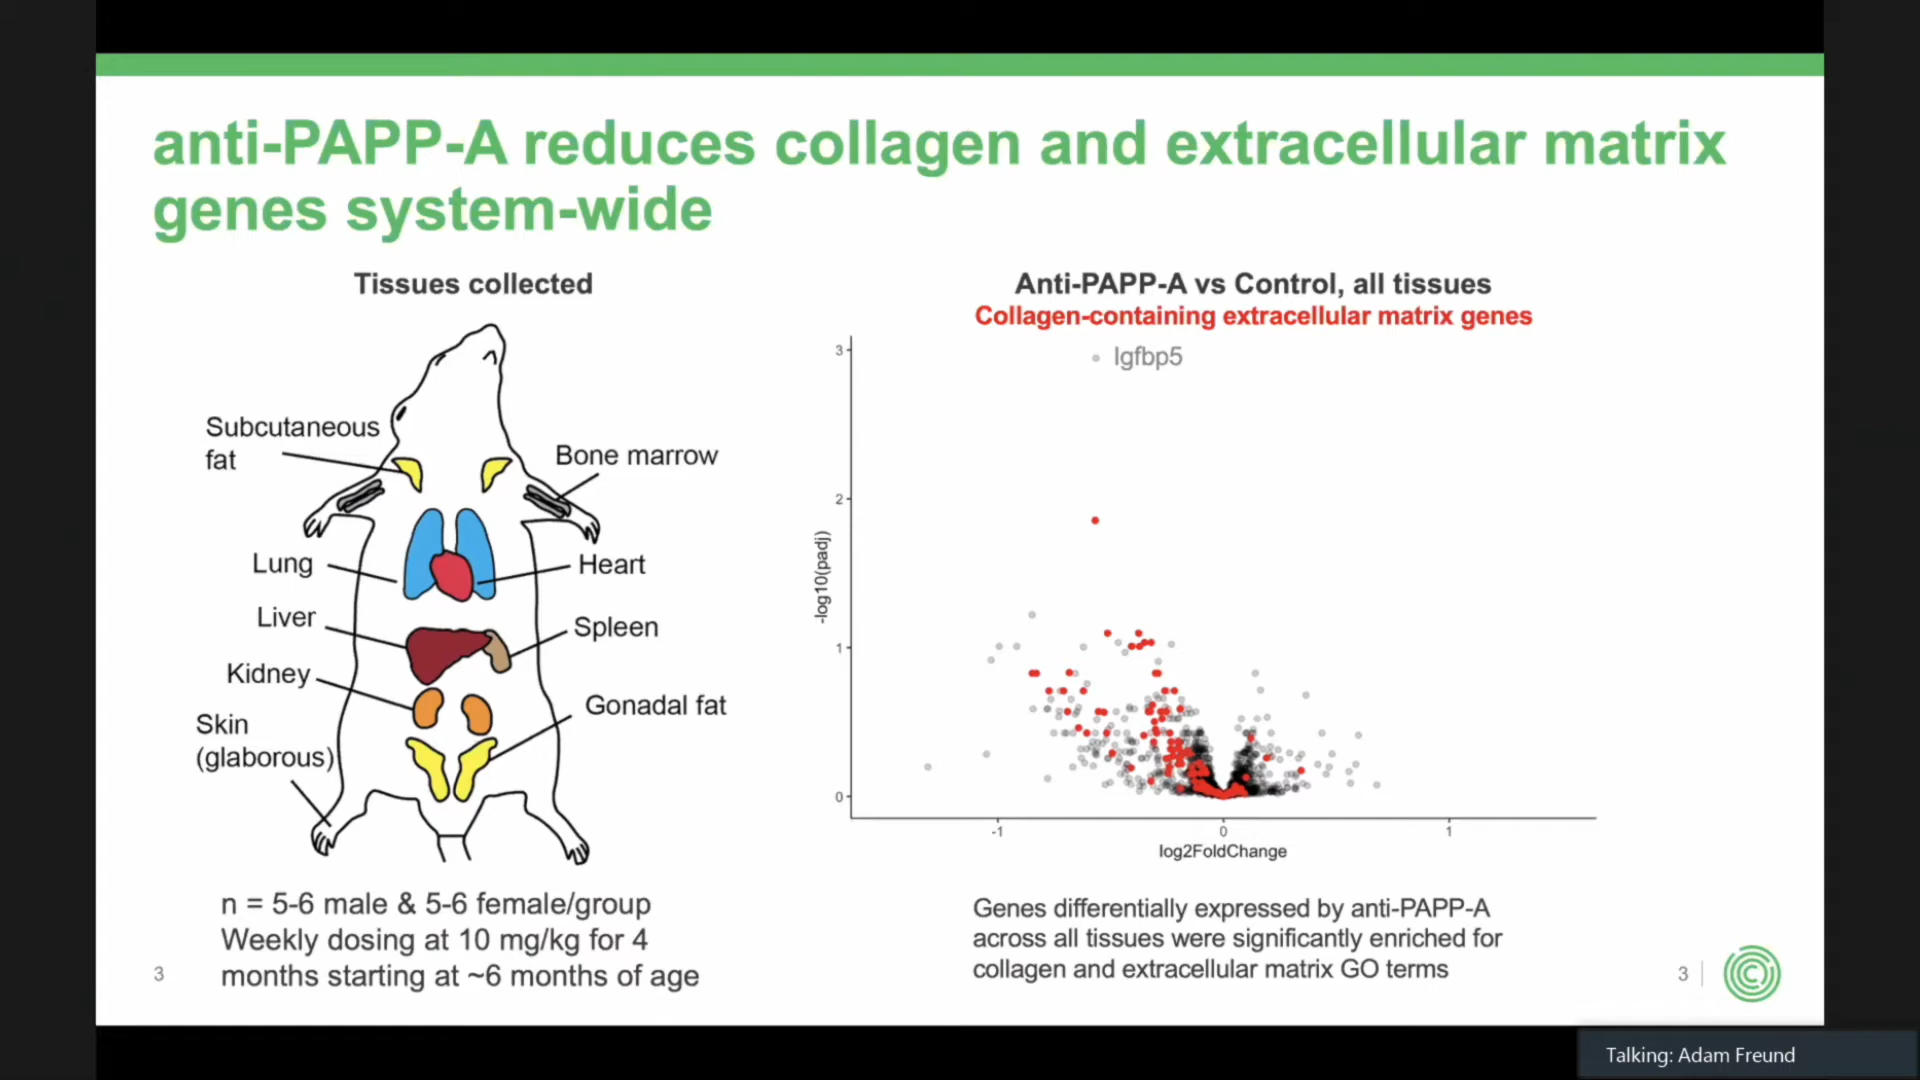 anti-PAPP-A reduces collagen and extracellular matrix
genes system-wide
Tissues collected
Subcutaneous
fat
Bone marrow
Lung
Heart
Liver
Spleen
Kidney
Gonadal fat
Skin
(glaborous)
n = 5-6 male & 5-6 female/group
Weekly dosing at 10 mg/kg for 4
months starting at ~6 months of age
3
Anti-PAPP-A vs Control, all tissues
Collagen-containing extracellular matrix genes
Igfbp5
3
2
1
0
-log10(padj)
-1
0
1
log2FoldChange
Genes differentially expressed by anti-PAPP-A
across all tissues were significantly enriched for
collagen and extracellular matrix GO terms
3
Talking: Adam Freund